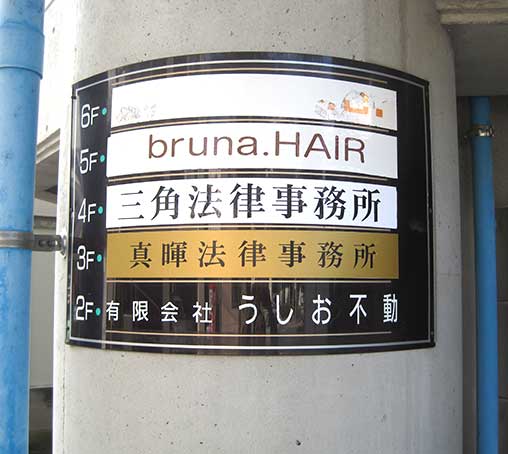 6F
5F bruna.HAIR
4F 三角法律事務所
3F 真暉法律事務所
2F 有限会社 うしお不動